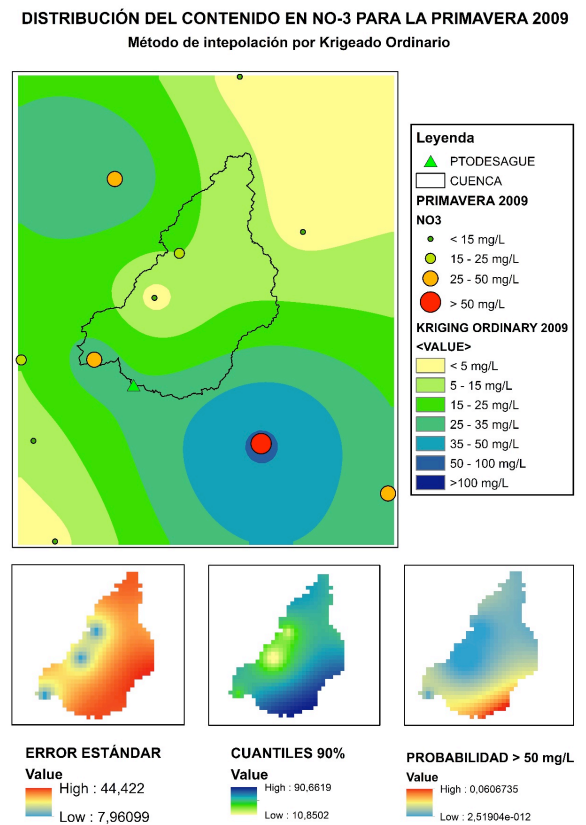 DISTRIBUCIÓN DEL CONTENIDO EN NO-3 PARA LA PRIMAVERA 2009
Método de intepolación por Krigeado Ordinario
Leyenda
PTODESAGUE
CUENCA
PRIMAVERA 2009
NO3
< 15 mg/L
15 - 25 mg/L
25 - 50 mg/L
> 50 mg/L
KRIGING ORDINARY 2009
<VALUE>
< 5 mg/L
5 - 15 mg/L
15 - 25 mg/L
25 - 35 mg/L
35 - 50 mg/L
50 - 100 mg/L
>100 mg/L
ERROR ESTÁNDAR
Value
High : 44,422
Low : 7,96099
CUANTILES 90%
Value
High : 90,6619
Low : 10,8502
PROBABILIDAD > 50 mg/L
Value
High : 0,0606735
Low : 2,51904e-012